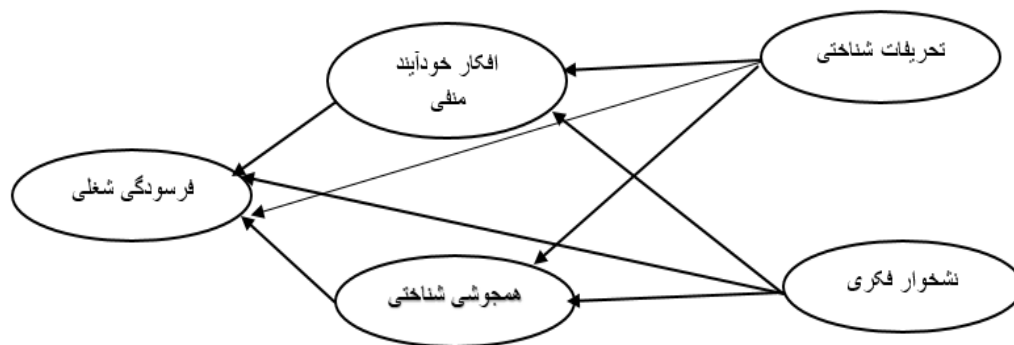 تحریفات شناختی
افکار خودآیند
منفی
فرسودگی شغلی
نشخوار فکری
همجوشی شناختی